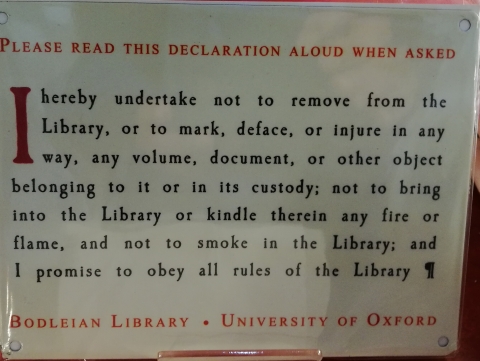 PLEASE READ THIS DECLARATION ALOUD WHEN ASKED
I hereby undertake not to remove from the
Library, or to mark, deface, or injure in any
way, any volume, document, or other object
belonging to it or in its custody; not to bring
into the Library or kindle therein any fire or
flame, and not to smoke in the Library; and
I promise to obey all rules of the Library ¶
BODLEIAN LIBRARY • UNIVERSITY OF OXFORD